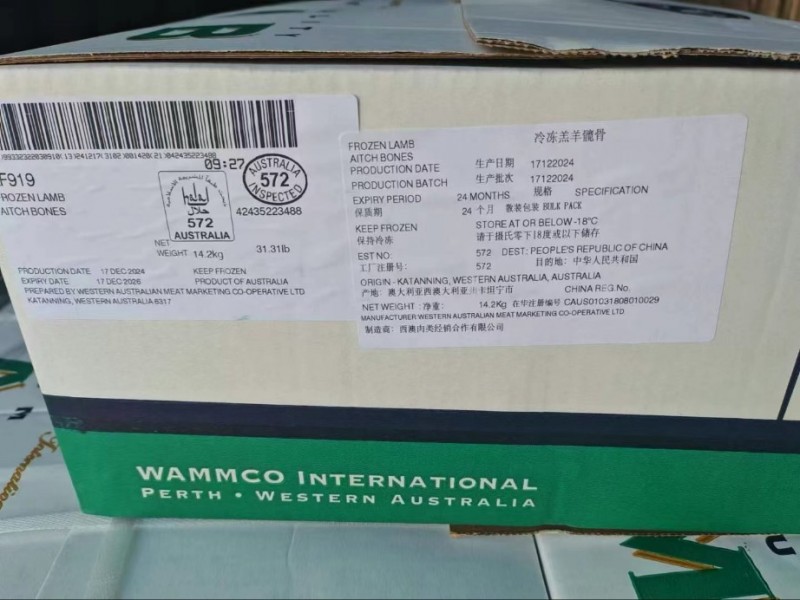 09:27
F919
FROZEN LAMB
AITCH BONES
AUSTRALIA
572
INSPECTED
halal
حلال
572
AUSTRALIA
42435223488
NET
WEIGHT 14.2kg 31.31lb
PRODUCTION DATE 17 DEC 2024 KEEP FROZEN
EXPIRY DATE: 17 DEC 2026 PRODUCT OF AUSTRALIA
PREPARED BY WESTERN AUSTRALIAN MEAT MARKETING CO-OPERATIVE LTD
KATANNING, WESTERN AUSTRALIA 6317
FROZEN LAMB 冷冻羔羊髋骨
AITCH BONES
PRODUCTION DATE 生产日期 17122024
PRODUCTION BATCH 生产批次 17122024
EXPIRY PERIOD 24 MONTHS 规格 SPECIFICATION
保质期 24 个月 散装包装 BULK PACK
KEEP FROZEN STORE AT OR BELOW -18°C
保持冷冻 请于摄氏零下18度或以下储存
EST NO: 572 DEST: PEOPLE'S REPUBLIC OF CHINA
工厂注册号: 572 目的地: 中华人民共和国
ORIGIN - KATANNING, WESTERN AUSTRALIA, AUSTRALIA
产地: 澳大利亚西澳大利亚州卡坦宁市 CHINA REG No.
NET WEIGHT: 净重: 14.2Kg 在华注册编号 CAUS01031808010029
MANUFACTURER WESTERN AUSTRALIAN MEAT MARKETING CO-OPERATIVE LTD
制造商: 西澳肉类经销合作有限公司
WAMMCO INTERNATIONAL
PERTH • WESTERN AUSTRALIA